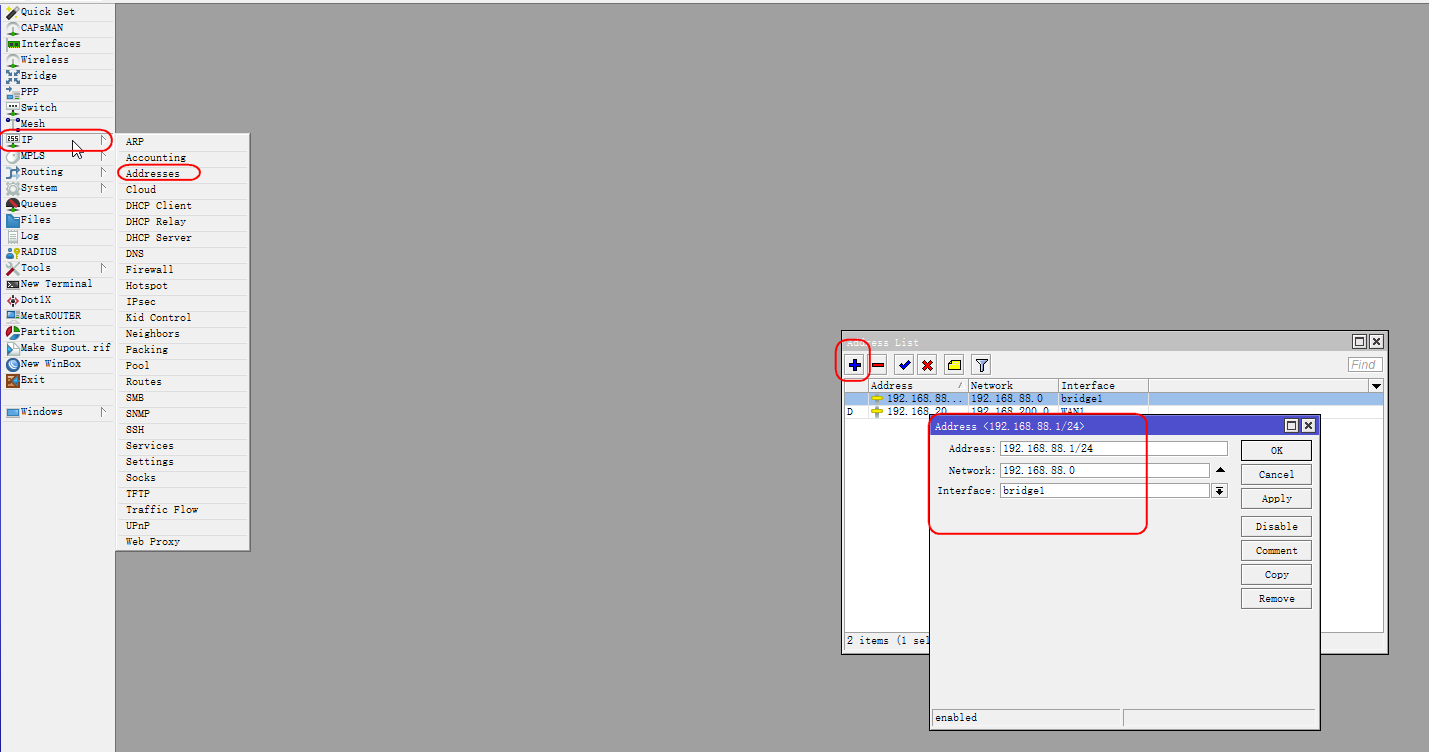 Quick Set
CAPsMAN
Interfaces
Wireless
Bridge
PPP
Switch
Mesh
IP
MPLS
Routing
System
Queues
Files
Log
RADIUS
Tools
New Terminal
Dot1X
MetaROUTER
Partition
Make Supout.rif
New WinBox
Exit
Windows
ARP
Accounting
Addresses
Cloud
DHCP Client
DHCP Relay
DHCP Server
DNS
Firewall
Hotspot
IPsec
Kid Control
Neighbors
Packing
Pool
Routes
SMB
SNMP
SSH
Services
Settings
Socks
TFTP
Traffic Flow
UPnP
Web Proxy
Address List
Find
Address Network Interface
192.168.88... 192.168.88.0 bridge1
D 192.168.20... 192.168.200.0 WAN1
2 items (1 sel
Address <192.168.88.1/24>
Address: 192.168.88.1/24
Network: 192.168.88.0
Interface: bridge1
OK
Cancel
Apply
Disable
Comment
Copy
Remove
enabled